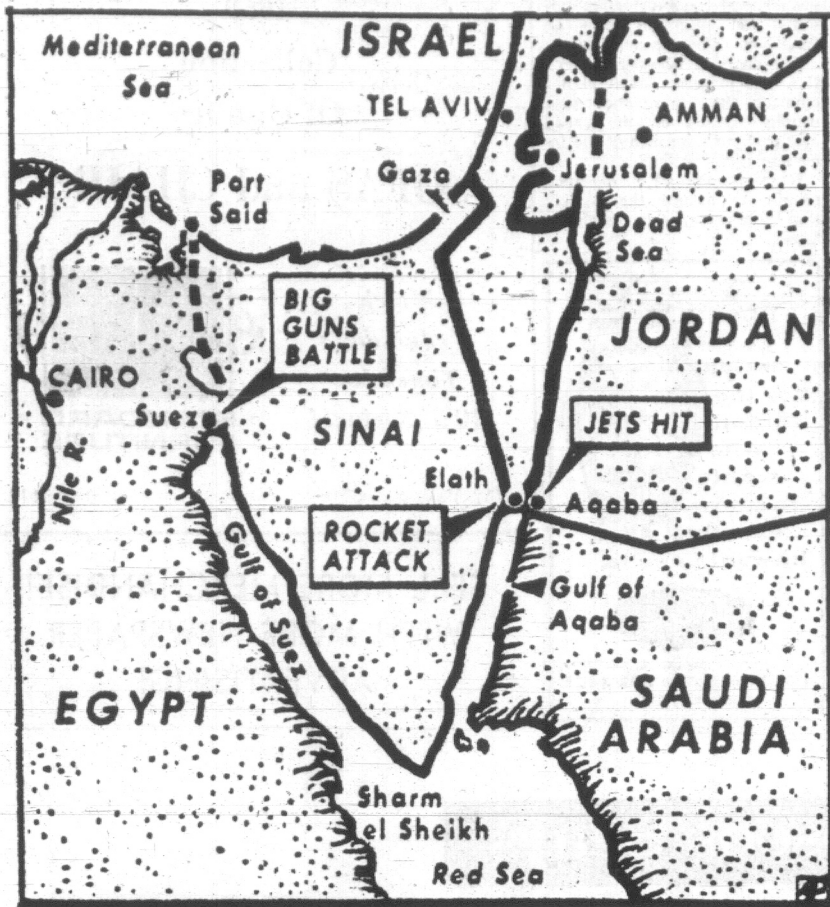 Mediterranean
Sea
ISRAEL
TEL AVIV
AMMAN
Jerusalem
Gaza
Port
Said
Dead
Sea
BIG
GUNS
BATTLE
JORDAN
CAIRO
Suez
SINAI
JETS HIT
Nile R.
Elath
Aqaba
ROCKET
ATTACK
Gulf of Suez
Gulf of
Aqaba
EGYPT
SAUDI
ARABIA
Sharm
el Sheikh
Red Sea
AP